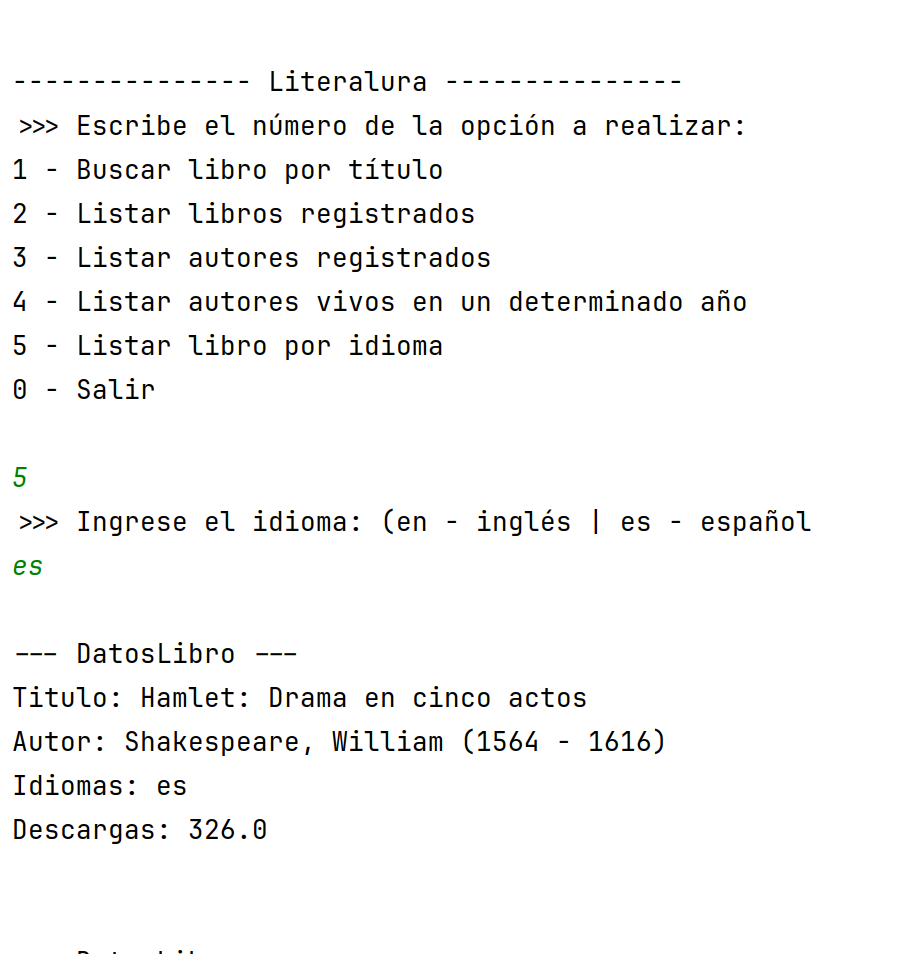 --------------- Literalura ---------------
>>> Escribe el número de la opción a realizar:
1 - Buscar libro por título
2 - Listar libros registrados
3 - Listar autores registrados
4 - Listar autores vivos en un determinado año
5 - Listar libro por idioma
0 - Salir
5
>>> Ingrese el idioma: (en - inglés | es - español
es
--- DatosLibro ---
Titulo: Hamlet: Drama en cinco actos
Autor: Shakespeare, William (1564 - 1616)
Idiomas: es
Descargas: 326.0